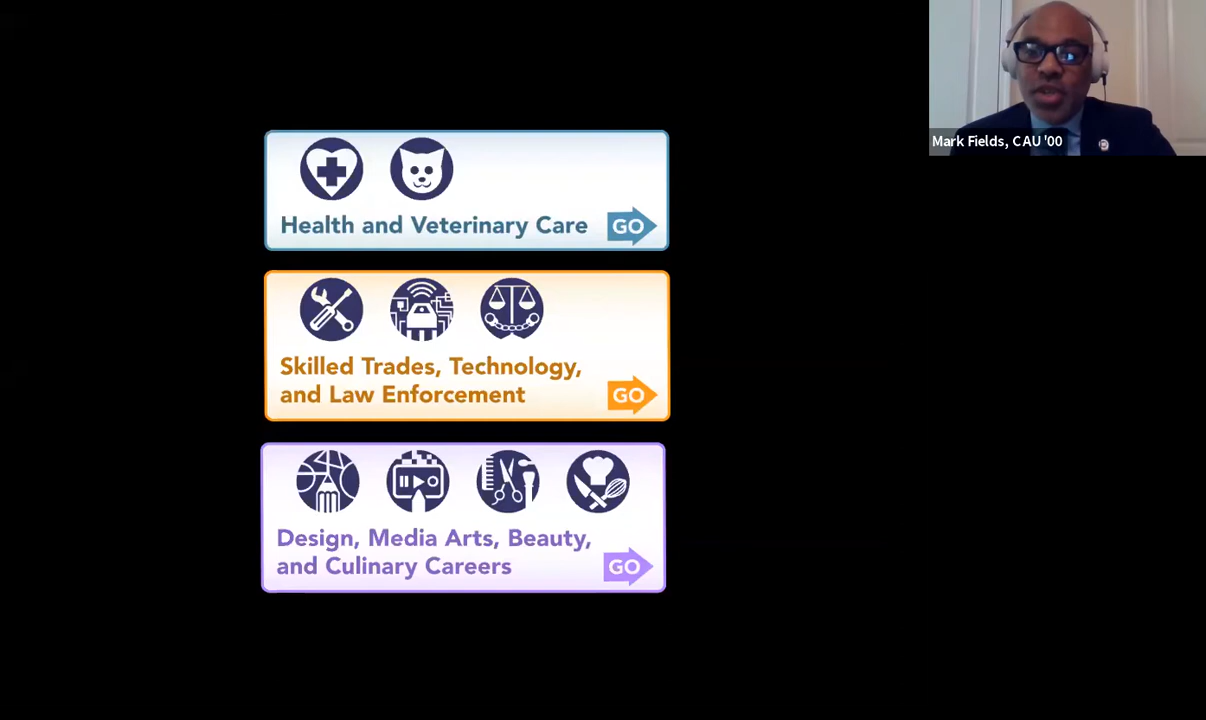 Mark Fields, CAU '00
Health and Veterinary Care
GO
Skilled Trades, Technology,
and Law Enforcement
GO
Design, Media Arts, Beauty,
and Culinary Careers
GO